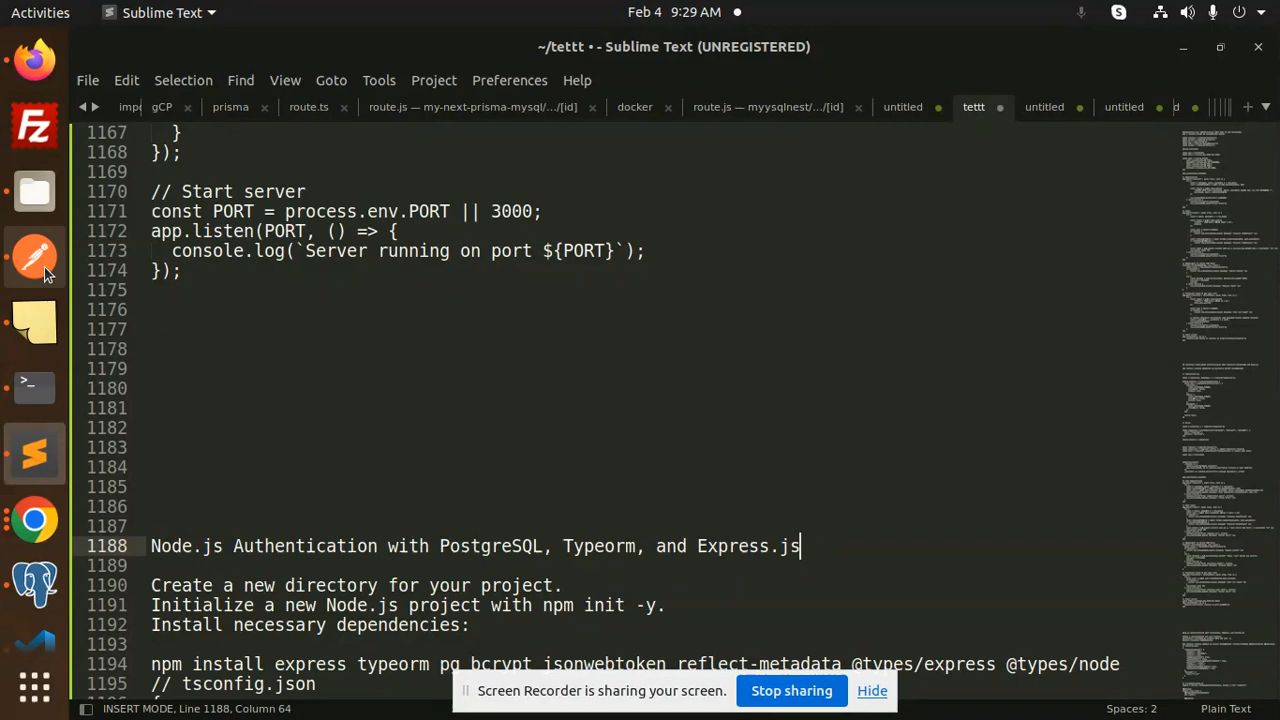 Activities Sublime Text Feb 4 9:29 AM
~/tettt • - Sublime Text (UNREGISTERED)
File Edit Selection Find View Goto Tools Project Preferences Help
gCP prisma route.ts route.js — my-next-prisma-mysql/.../[id] docker route.js — myysqlnest/.../[id] untitled tettt untitled untitled d
1167 }
1168 });
1169
1170 // Start server
1171 const PORT = process.env.PORT || 3000;
1172 app.listen(PORT, () => {
1173 console.log(`Server running on port ${PORT}`);
1174 });
1175
1176
1177
1178
1179
1180
1181
1182
1183
1184
1185
1186
1187
1188 Node.js Authentication with PostgreSQL, Typeorm, and Express.js
1189
1190 Create a new directory for your
1191 Initialize a new Node.js project with npm init -y.
1192 Install necessary dependencies:
1193
1194 npm install express typeorm pg bcrypt jsonwebtoken reflect-metadata @types/express @types/node
1195 // tsconfig.json
Screen Recorder is sharing your screen. Stop sharing Hide
INSERT MODE, Line 1188, Column 64 Spaces: 2 Plain Text